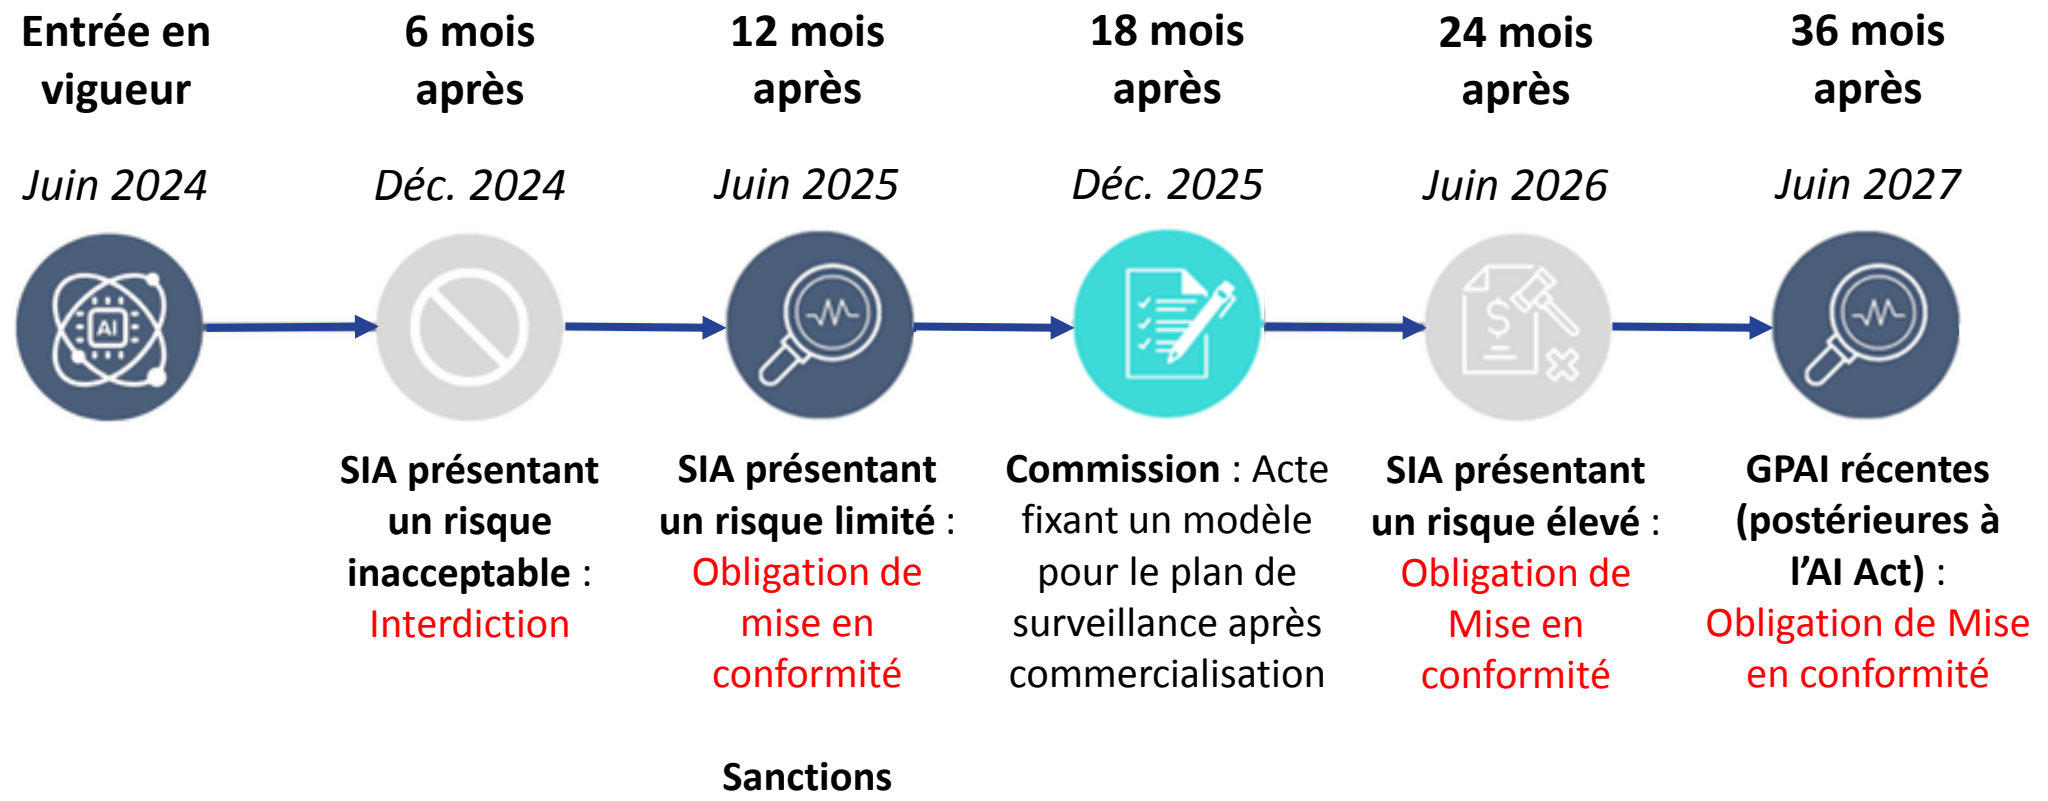 Entrée en
vigueur
6 mois
après
12 mois
après
18 mois
après
24 mois
après
36 mois
après
Juin 2024
Déc. 2024
Juin 2025
Déc. 2025
Juin 2026
Juin 2027
AI
$
SIA présentant
un risque
inacceptable :
Interdiction
SIA présentant
un risque limité :
Obligation de
mise en
conformité
Sanctions
Commission : Acte
fixant un modèle
pour le plan de
surveillance après
commercialisation
SIA présentant
un risque élevé :
Obligation de
Mise en
conformité
GPAI récentes
(postérieures à
l’AI Act) :
Obligation de Mise
en conformité